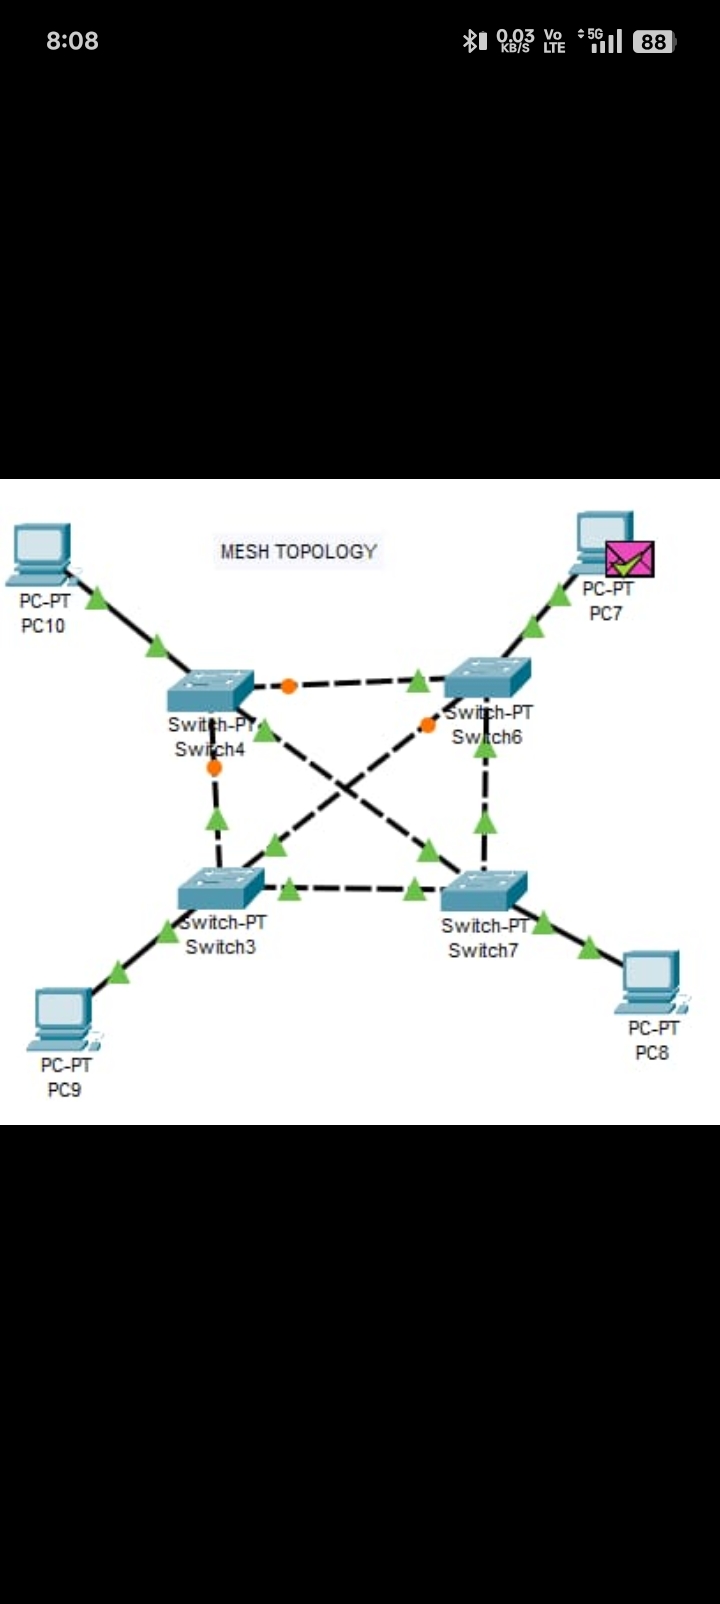 8:08
0.03 KB/S Vo LTE 5G 88
MESH TOPOLOGY
PC-PT
PC10
PC-PT
PC7
Switch-PT
Switch4
Switch-PT
Switch6
Switch-PT
Switch3
Switch-PT
Switch7
PC-PT
PC9
PC-PT
PC8